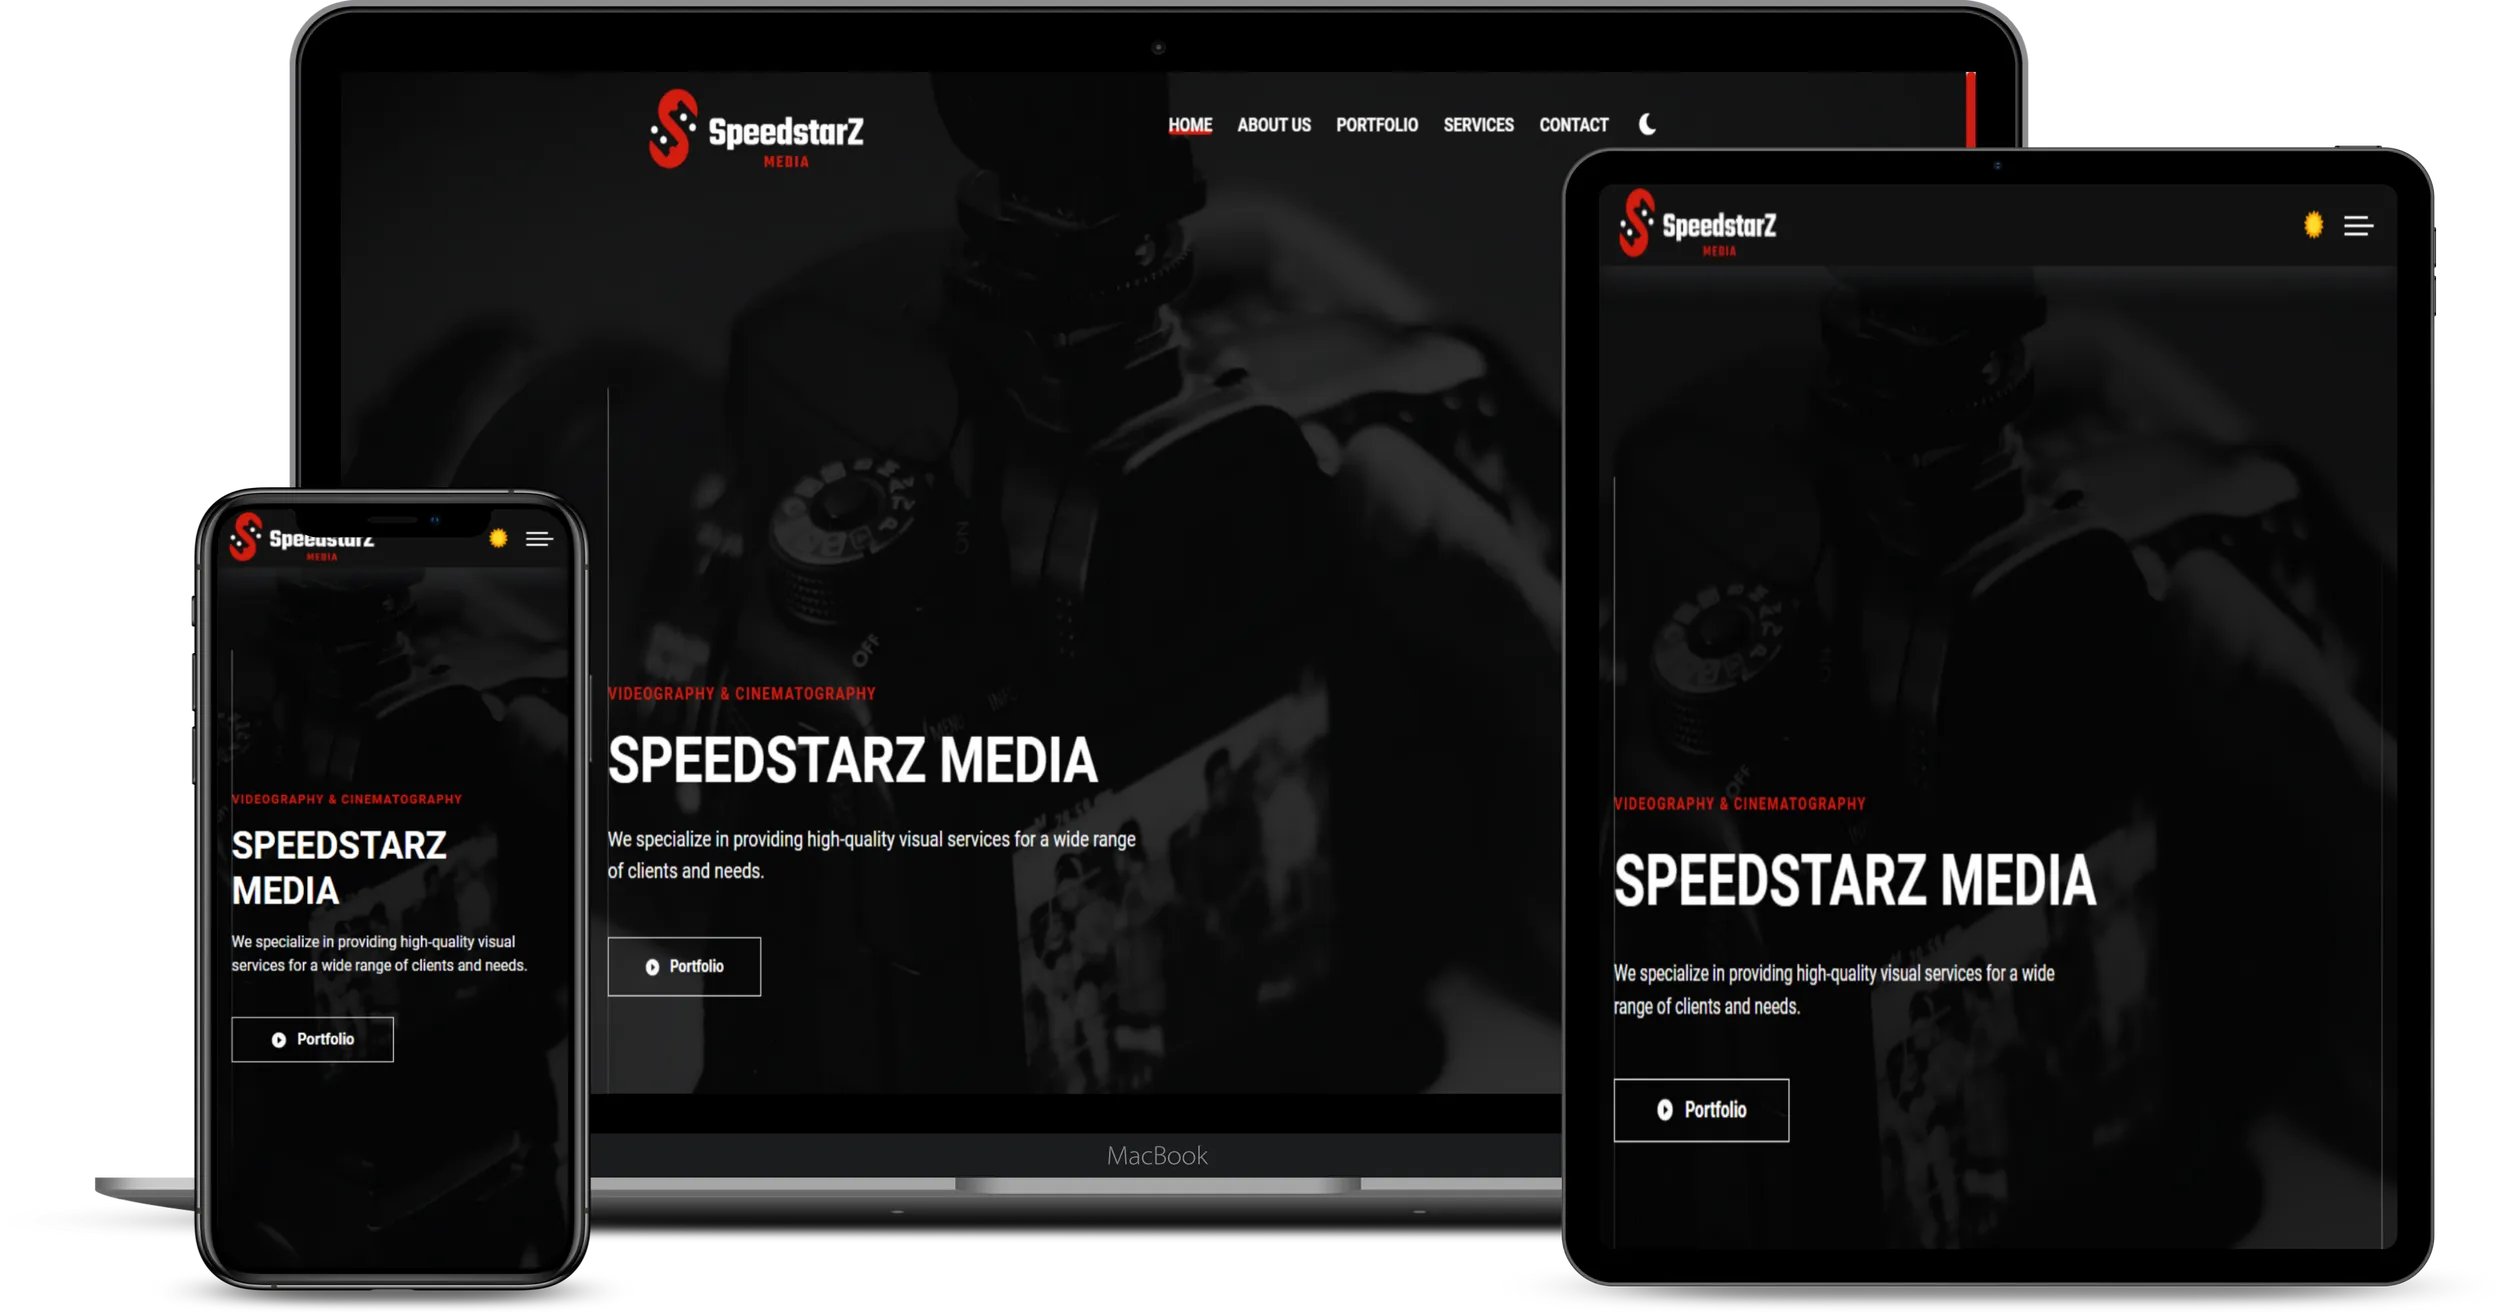 SpeedstarZ
MEDIA
HOME ABOUT US PORTFOLIO SERVICES CONTACT
OFF
VIDEOGRAPHY & CINEMATOGRAPHY
SPEEDSTARZ MEDIA
We specialize in providing high-quality visual services for a wide range
of clients and needs.
Portfolio
MacBook
SpeedstarZ
MEDIA
VIDEOGRAPHY & CINEMATOGRAPHY
SPEEDSTARZ
MEDIA
We specialize in providing high-quality visual
services for a wide range of clients and needs.
Portfolio
SpeedstarZ
MEDIA
OFF
VIDEOGRAPHY & CINEMATOGRAPHY
SPEEDSTARZ MEDIA
We specialize in providing high-quality visual services for a wide
range of clients and needs.
Portfolio